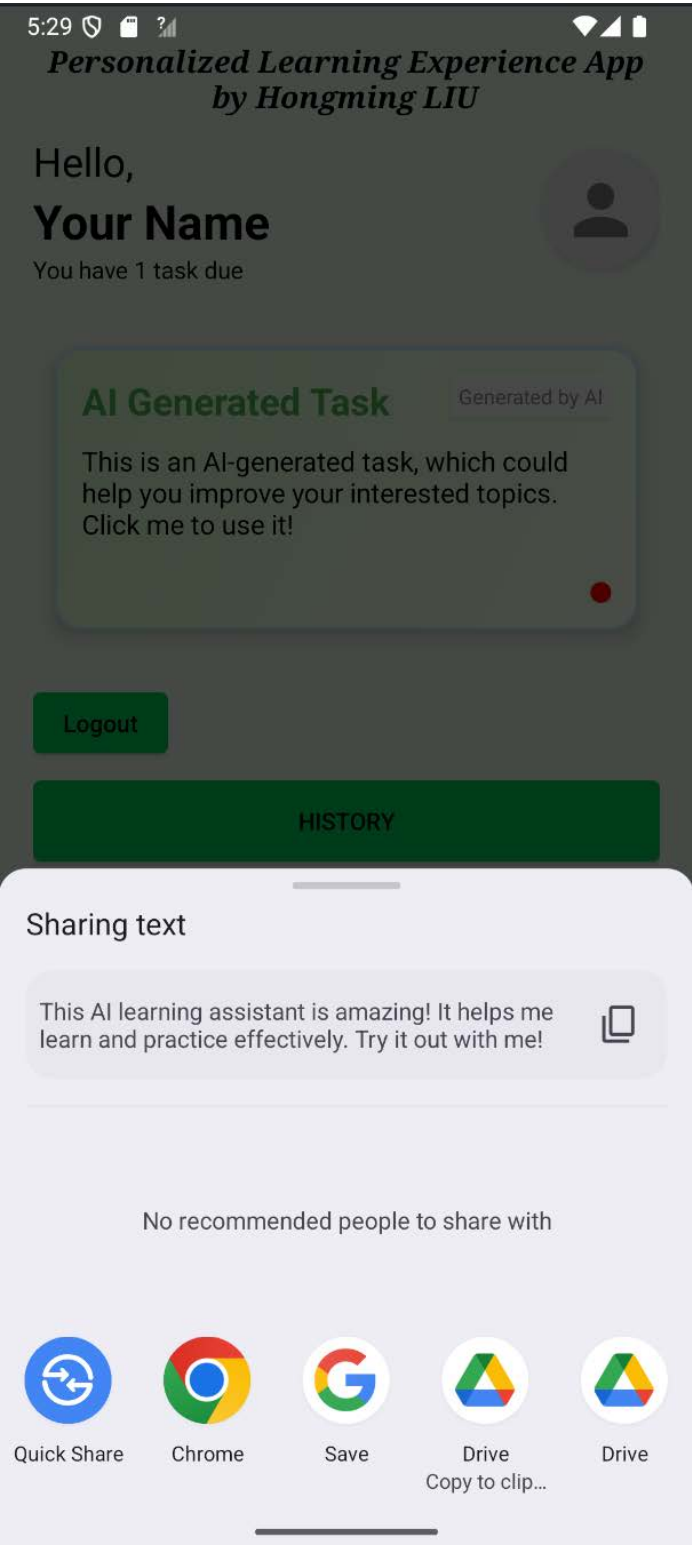 5:29
?
Personalized Learning Experience App
by Hongming LIU
Hello,
Your Name
You have 1 task due
AI Generated Task
Generated by AI
This is an AI-generated task, which could
help you improve your interested topics.
Click me to use it!
Logout
HISTORY
Sharing text
This AI learning assistant is amazing! It helps me
learn and practice effectively. Try it out with me!
No recommended people to share with
Quick Share
Chrome
Save
Drive
Drive
Copy to clip...